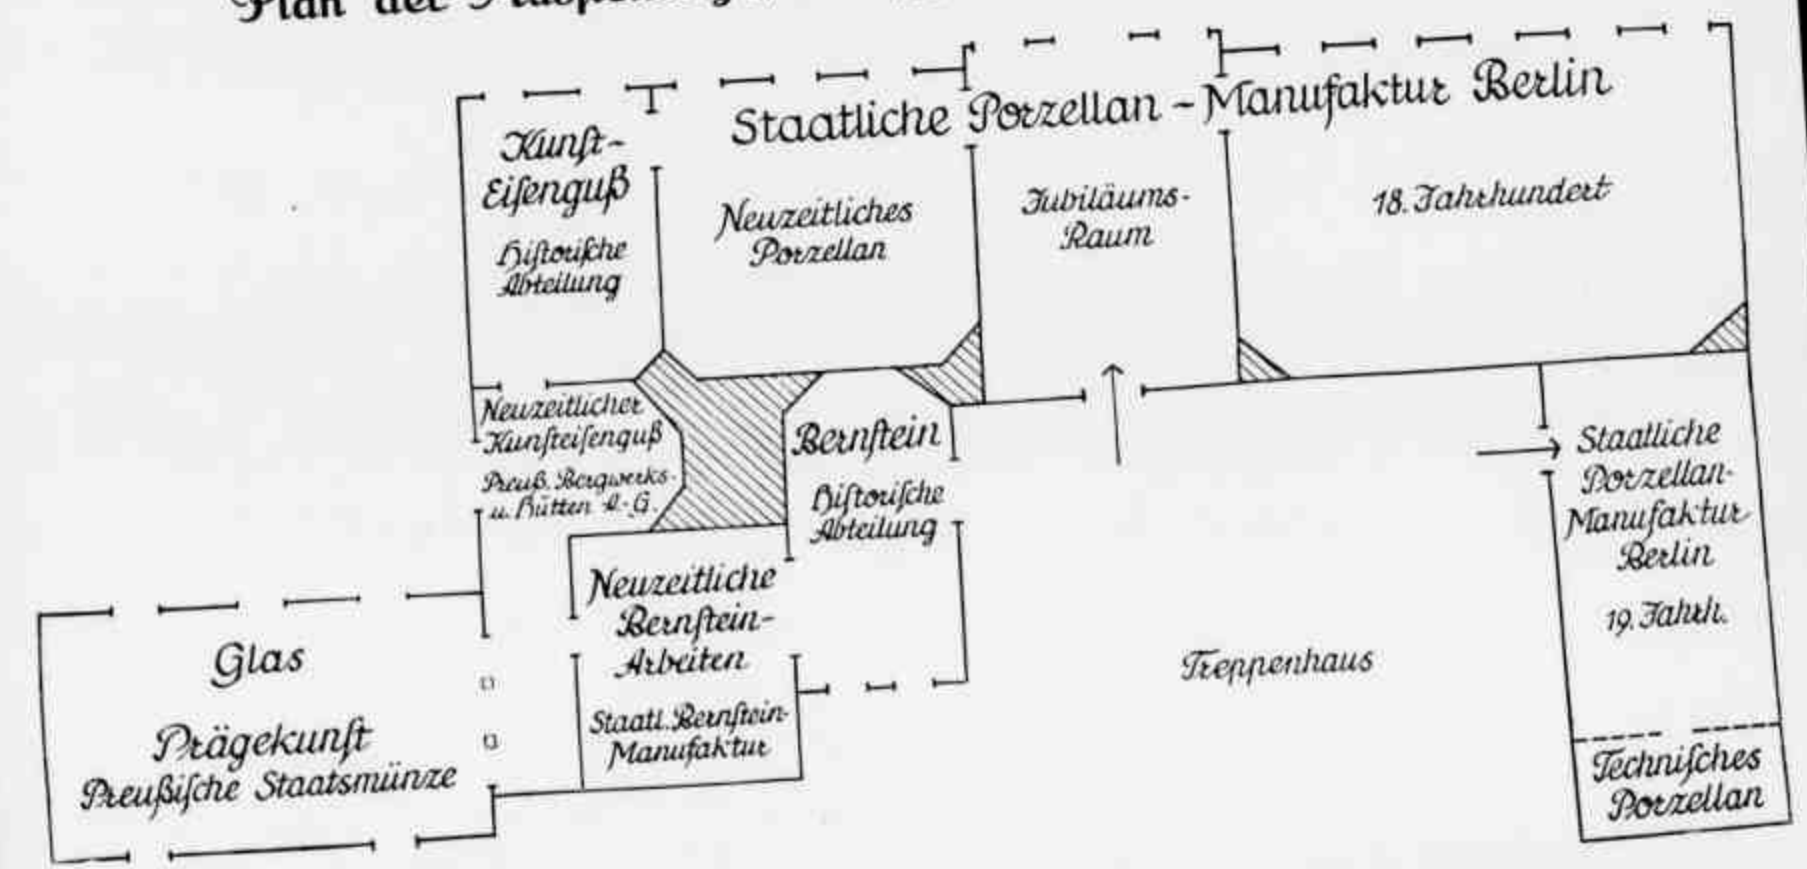 Plan der
Staatliche Porzellan-Manufaktur Berlin
Kunſt-
Eiſenguß
Hiſtoriſche
Abteilung
Neuzeitliches
Porzellan
Jubiläums-
Raum
18. Jahrhundert
Neuzeitlicher
Kunſteiſenguß
Preuß. Bergwerks-
u. Hütten A.-G.
Bernſtein
Hiſtoriſche
Abteilung
Staatliche
Porzellan-
Manufaktur
Berlin
19. Jahrh.
Neuzeitliche
Bernſtein-
Arbeiten
Staatl. Bernſtein-
Manufaktur
Glas
Prägekunſt
Preußiſche Staatsmünze
Treppenhaus
Techniſches
Porzellan